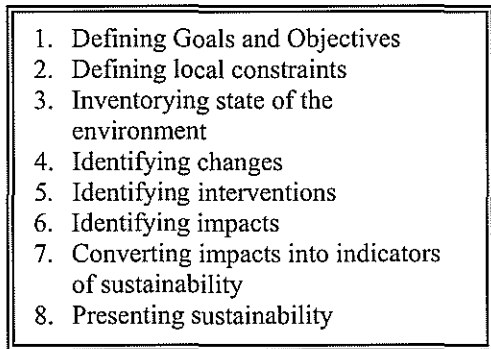 1. Defining Goals and Objectives
2. Defining local constraints
3. Inventorying state of the
environment
4. Identifying changes
5. Identifying interventions
6. Identifying impacts
7. Converting impacts into indicators
of sustainability
8. Presenting sustainability